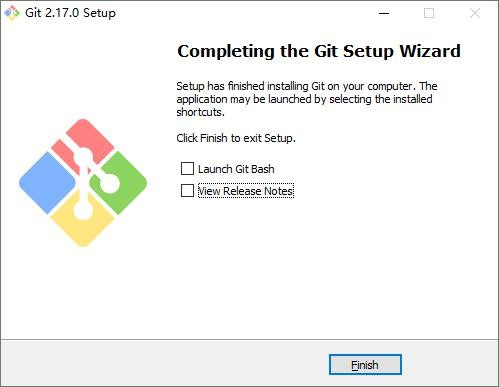 Git 2.17.0 Setup
Completing the Git Setup Wizard
Setup has finished installing Git on your computer. The
application may be launched by selecting the installed
shortcuts.
Click Finish to exit Setup.
Launch Git Bash
View Release Notes
Finish